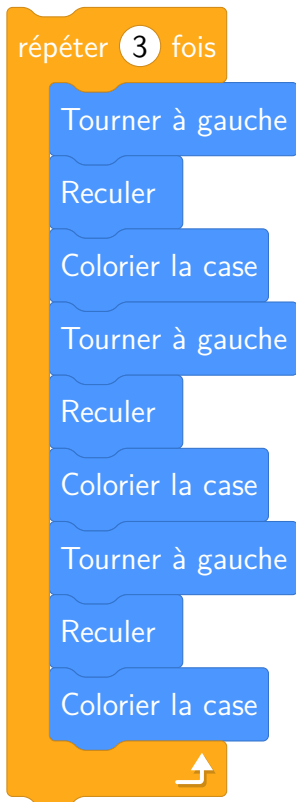 répéter 3 fois
Tourner à gauche
Reculer
Colorier la case
Tourner à gauche
Reculer
Colorier la case
Tourner à gauche
Reculer
Colorier la case